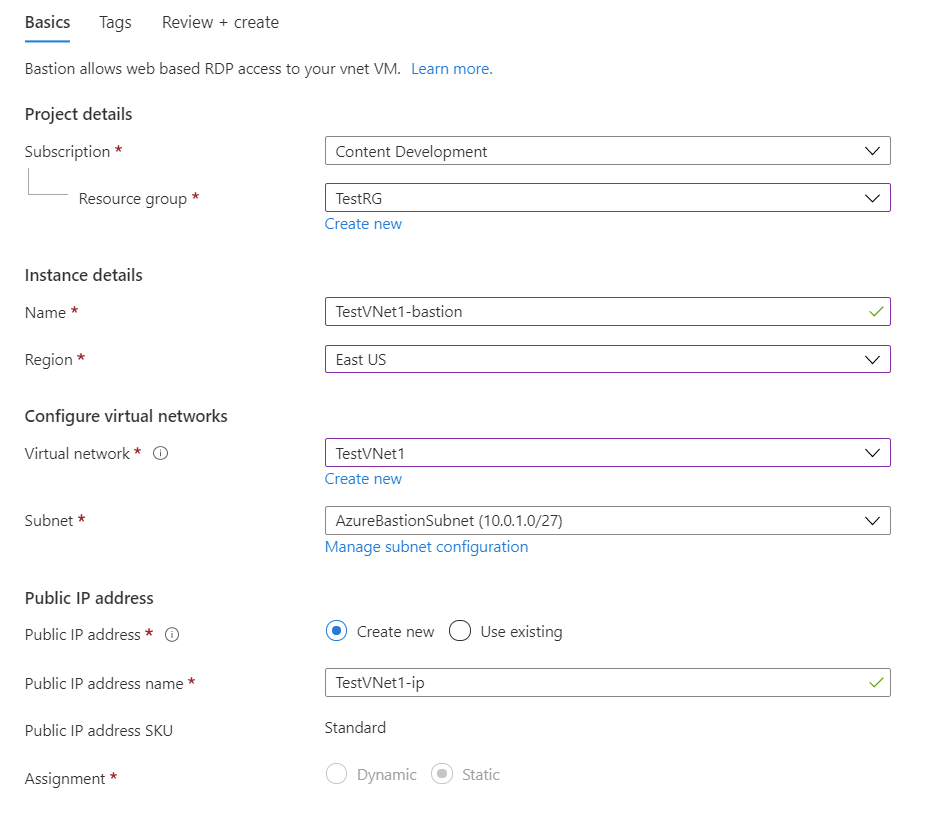 Basics Tags Review + create
Bastion allows web based RDP access to your vnet VM. Learn more.
Project details
Subscription * Content Development
Resource group * TestRG
Create new
Instance details
Name * TestVNet1-bastion
Region * East US
Configure virtual networks
Virtual network * TestVNet1
Create new
Subnet * AzureBastionSubnet (10.0.1.0/27)
Manage subnet configuration
Public IP address
Public IP address * Create new Use existing
Public IP address name * TestVNet1-ip
Public IP address SKU Standard
Assignment * Dynamic Static